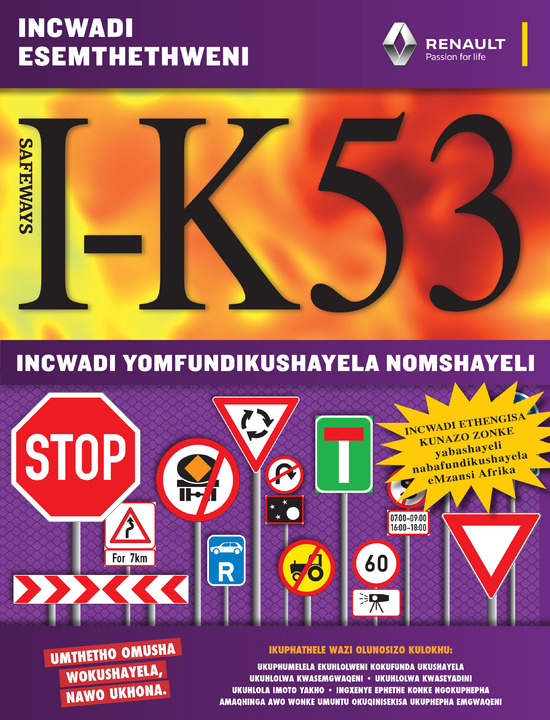 INCWADI
ESEMTHETHWENI
RENAULT
Passion for life
SAFEWAYS
I-K53
INCWADI YOMFUNDIKUSHAYELA NOMSHAYELI
INCWADI ETHENGISA
KUNAZO ZONKE
yabashayeli
nabafundikushayela
eMzansi Afrika
STOP
07:00-09:00
16:00-18:00
For 7km
R
60
UMTHETHO OMUSHA
WOKUSHAYELA,
NAWO UKHONA.
IKUPHATHELE WAZI OLUNOSIZO KULOKHU:
UKUPHUMELELA EKUHLOLWENI KOKUFUNDA UKUSHAYELA
UKUHLOLWA KWASEMGWAQENI • UKUHLOLWA KWASEYADINI
UKUHLOLA IMOTO YAKHO • INGXENYE EPHETHE KONKE NGOKUPHEPHA
AMAQHINGA AWO WONKE UMUNTU OKUQINISEKISA UKUPHEPHA EMGWAQENI